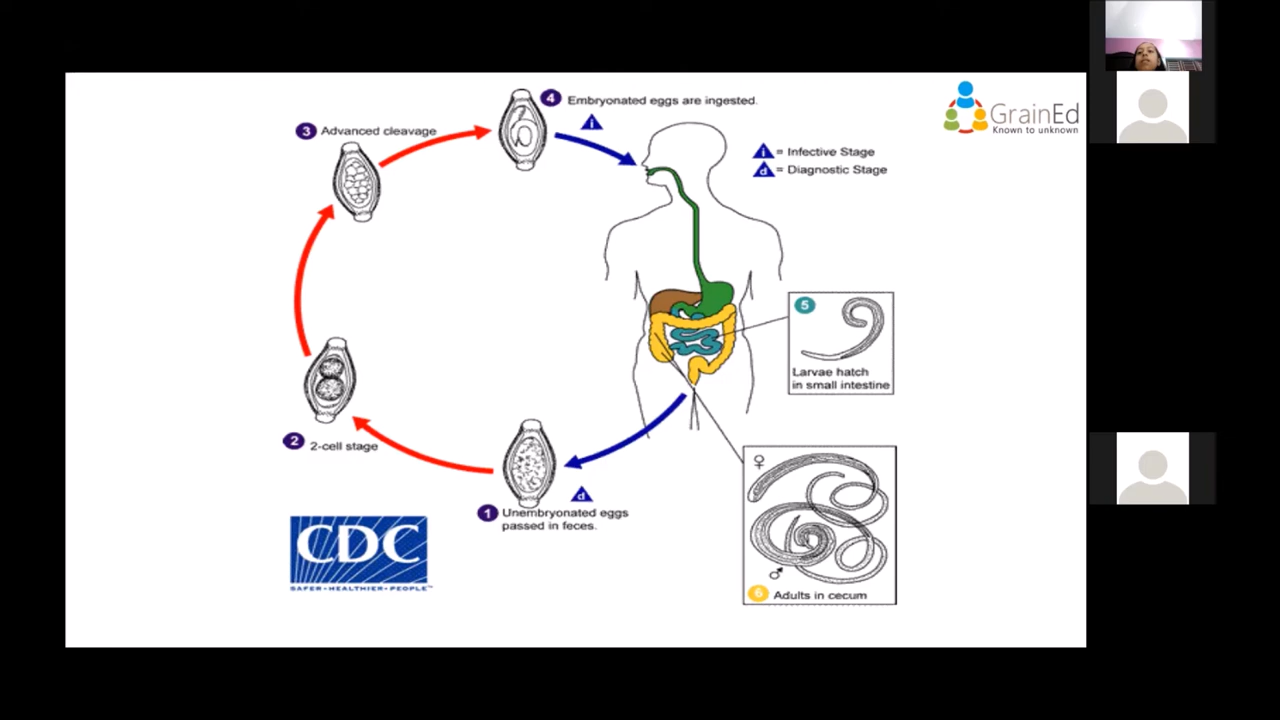 4 Embryonated eggs are ingested.
i
3 Advanced cleavage
GrainEd
Known to unknown
i = Infective Stage
d = Diagnostic Stage
5
Larvae hatch
in small intestine
2 2-cell stage
d
1 Unembryonated eggs
passed in feces.
♀
♂
6 Adults in cecum
CDC
SAFER•HEALTHIER•PEOPLE™